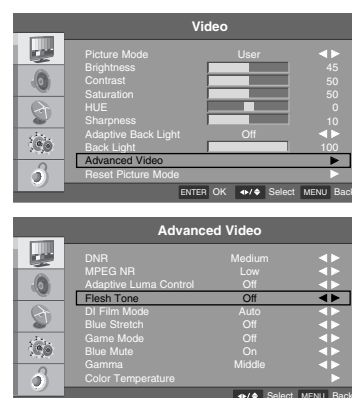 Video
Picture Mode User
Brightness 45
Contrast 50
Saturation 50
HUE 0
Sharpness 10
Adaptive Back Light Off
Back Light 100
Advanced Video
Reset Picture Mode
ENTER OK Select MENU Back
Advanced Video
DNR Medium
MPEG NR Low
Adaptive Luma Control Off
Flesh Tone Off
DI Film Mode Auto
Blue Stretch Off
Game Mode Off
Blue Mute On
Gamma Middle
Color Temperature
Select MENU Back